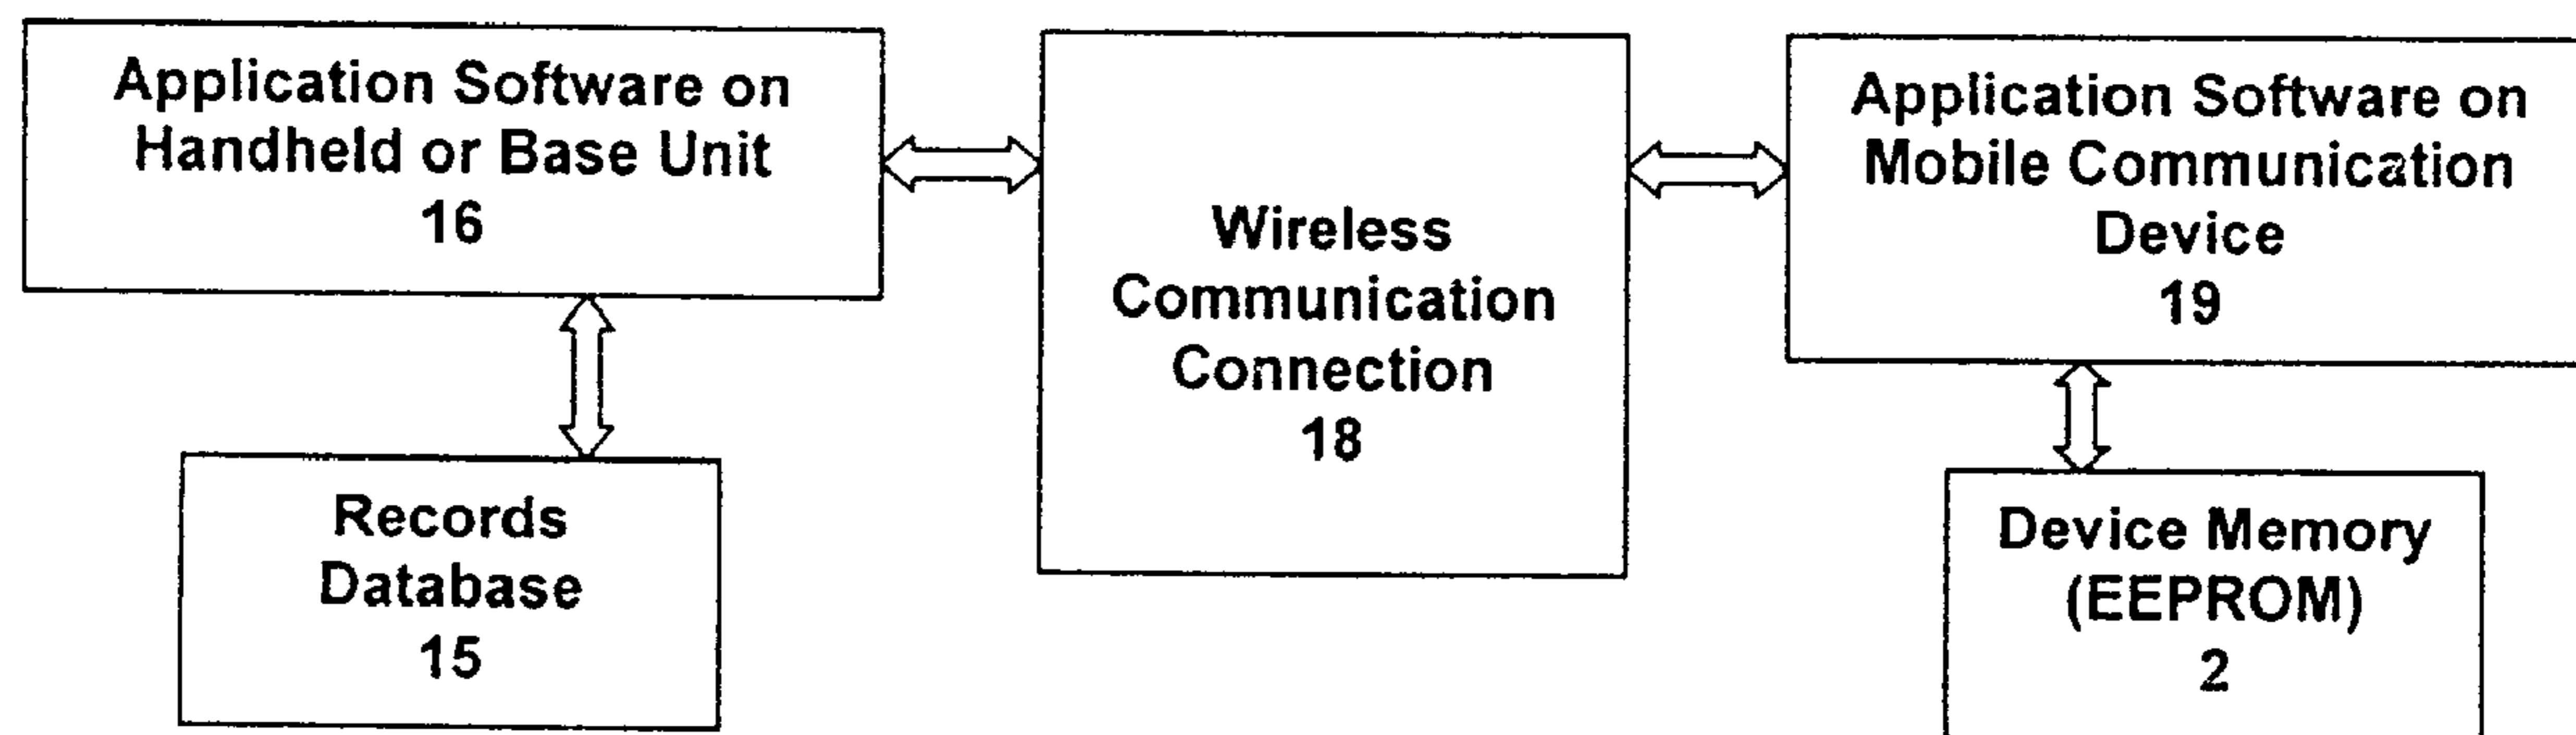 Application Software on
Handheld or Base Unit
16
Wireless
Communication
Connection
18
Application Software on
Mobile Communication
Device
19
Records
Database
15
Device Memory
(EEPROM)
2